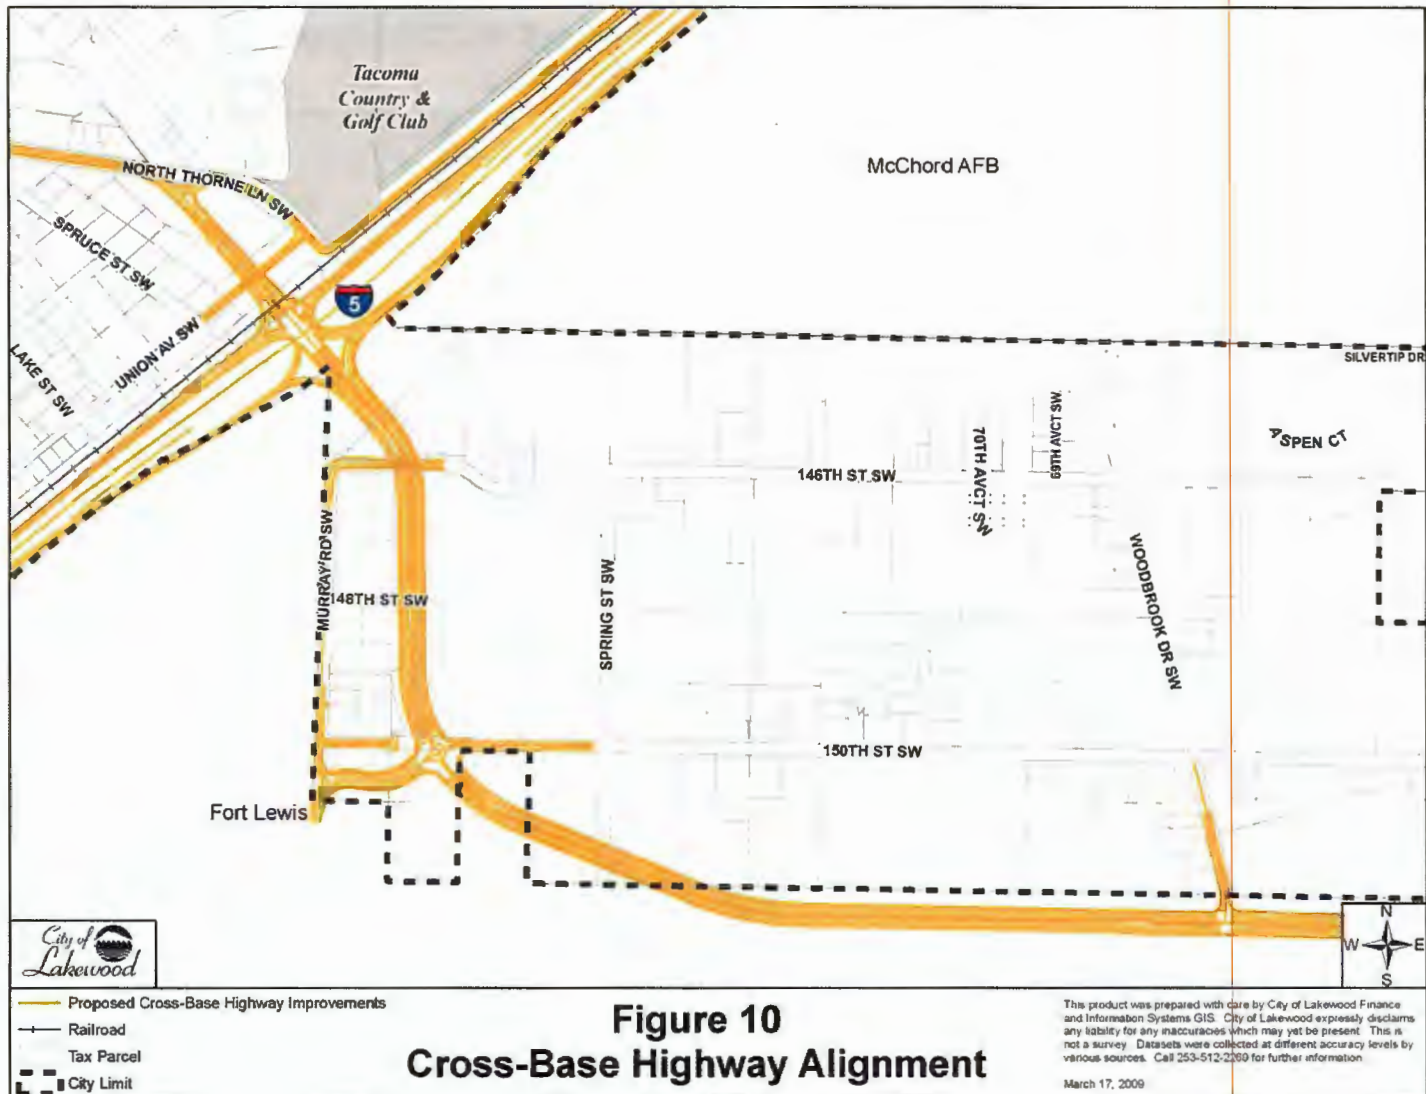 Tacoma
Country &
Golf Club
McChord AFB
NORTH THORNE LN SW
SPRUCE ST SW
5
UNION AV SW
LAKE ST SW
SILVERTIP DR
ASPEN CT
146TH ST SW
70TH AVCT SW
69TH AVCT SW
MURRAY RD SW
148TH ST SW
SPRING ST SW
WOODBROOK DR SW
150TH ST SW
Fort Lewis
City of
Lakewood
N
W E
S
Proposed Cross-Base Highway Improvements
Railroad
Tax Parcel
City Limit
Figure 10
Cross-Base Highway Alignment
This product was prepared with care by City of Lakewood Finance
and Information Systems GIS. City of Lakewood expressly disclaims
any liability for any inaccuracies which may yet be present. This is
not a survey. Datasets were collected at different accuracy levels by
various sources. Call 253-512-2269 for further information
March 17, 2009